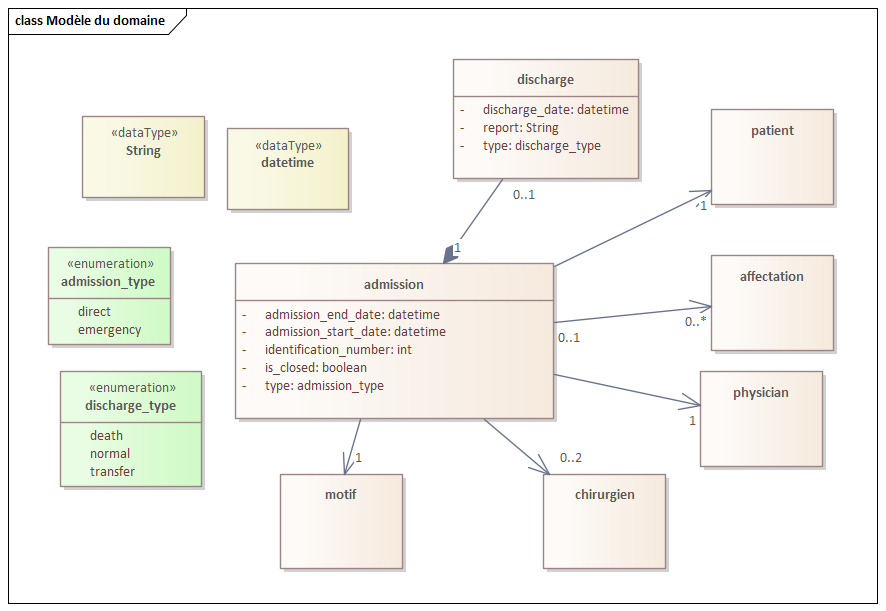 class Modèle du domaine
discharge
- discharge_date: datetime
- report: String
- type: discharge_type
«dataType»
String
«dataType»
datetime
patient
0..1
1
1
«enumeration»
admission_type
direct
emergency
admission
- admission_end_date: datetime
- admission_start_date: datetime
- identification_number: int
- is_closed: boolean
- type: admission_type
affectation
0..*
0..1
«enumeration»
discharge_type
death
normal
transfer
physician
1
1
0..2
motif
chirurgien